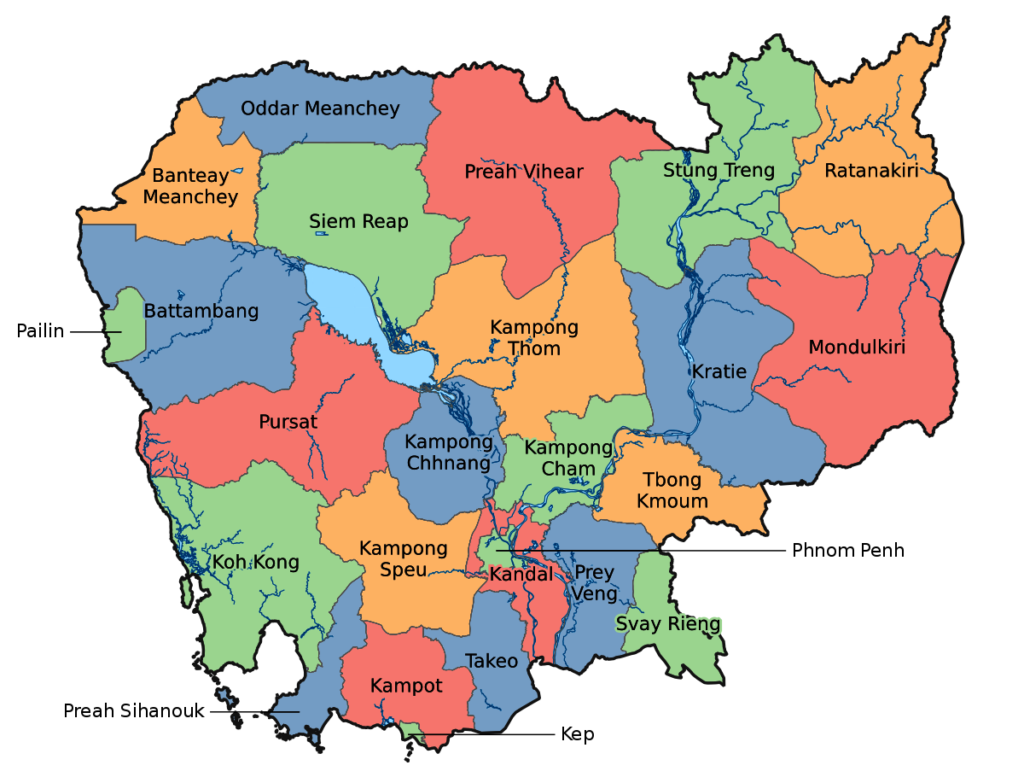 Oddar Meanchey
Banteay
Meanchey
Preah Vihear
Stung Treng
Ratanakiri
Siem Reap
Battambang
Pailin
Kampong
Thom
Mondulkiri
Kratie
Pursat
Kampong
Chhnang
Kampong
Cham
Tbong
Kmoum
Koh Kong
Kampong
Speu
Phnom Penh
Kandal
Prey
Veng
Svay Rieng
Takeo
Kampot
Preah Sihanouk
Kep